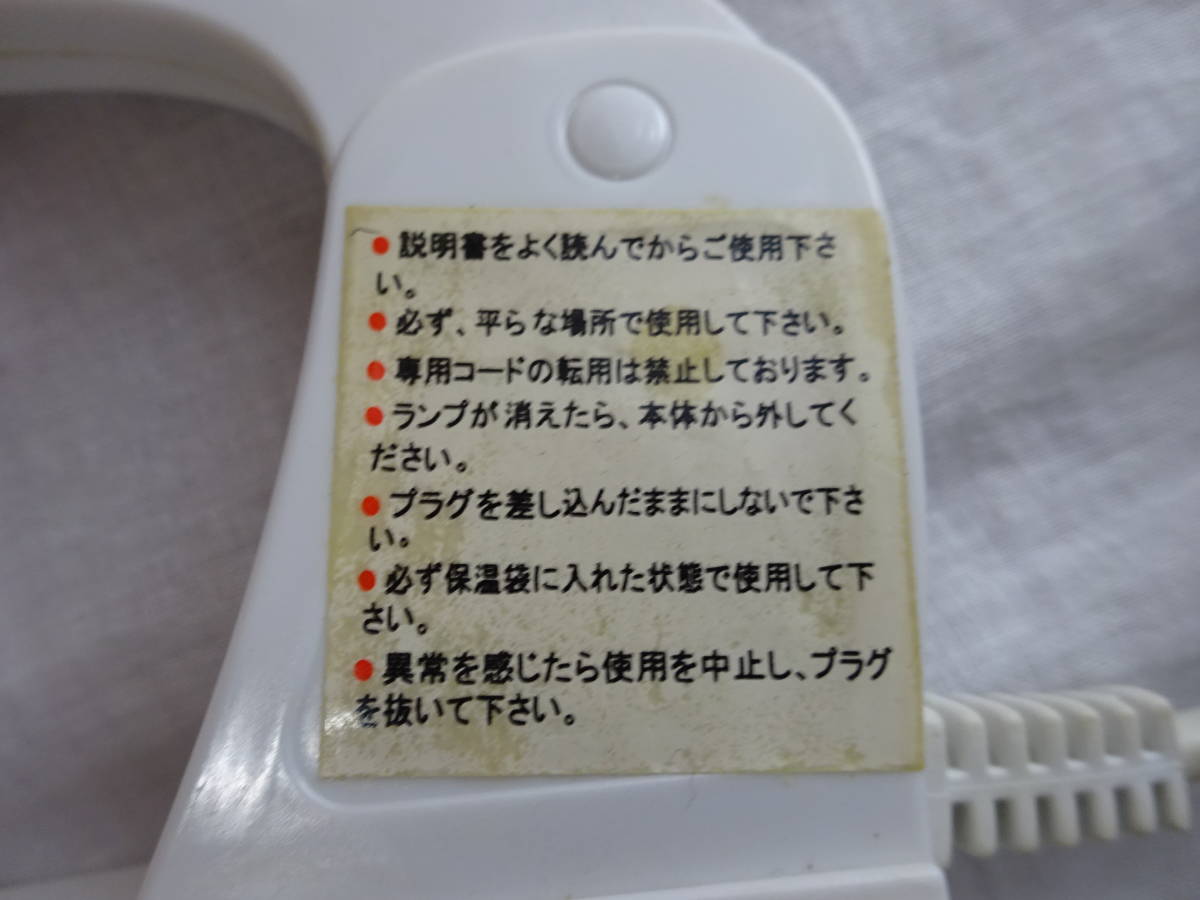 ●説明書をよく読んでからご使用下さ
い。
●必ず、平らな場所で使用して下さい。
●専用コードの転用は禁止しております。
●ランプが消えたら、本体から外してく
ださい。
●プラグを差し込んだままにしないで下さ
い。
●必ず保温袋に入れた状態で使用して下
さい。
●異常を感じたら使用を中止し、プラグ
を抜いて下さい。